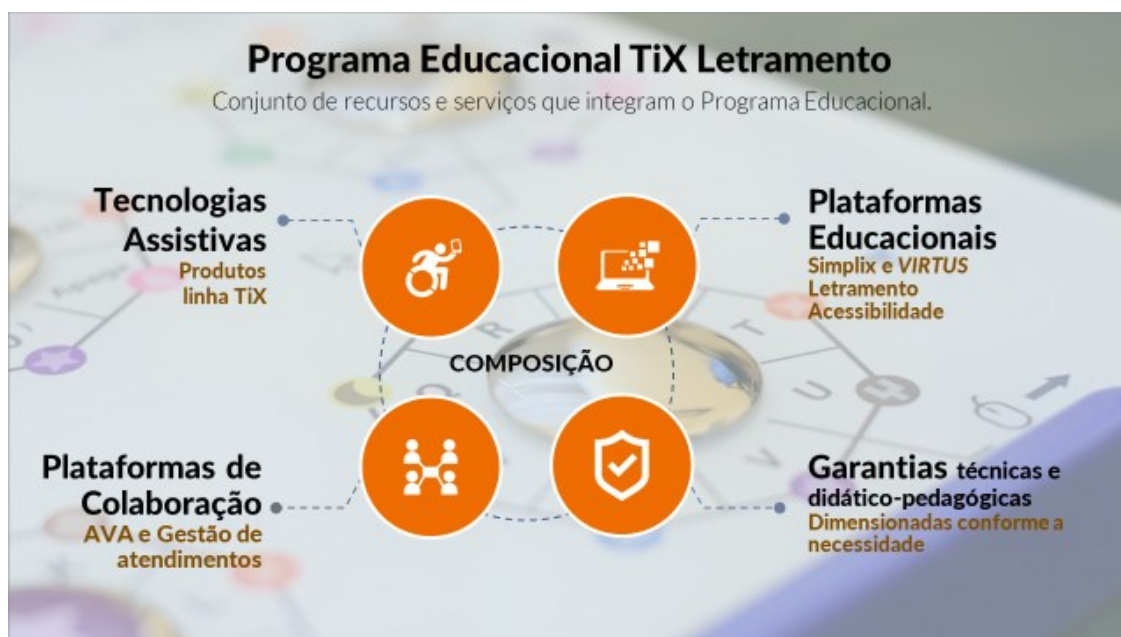 Programa Educacional TiX Letramento
Conjunto de recursos e serviços que integram o Programa Educacional.
Tecnologias
Assistivas
Produtos
linha TiX
Plataformas
Educacionais
Simplix e VIRTUS
Letramento
Acessibilidade
COMPOSIÇÃO
Plataformas de
Colaboração
AVA e Gestão de
atendimentos
Garantias técnicas e
didático-pedagógicas
Dimensionadas conforme a
necessidade
R
Q
T
U
V